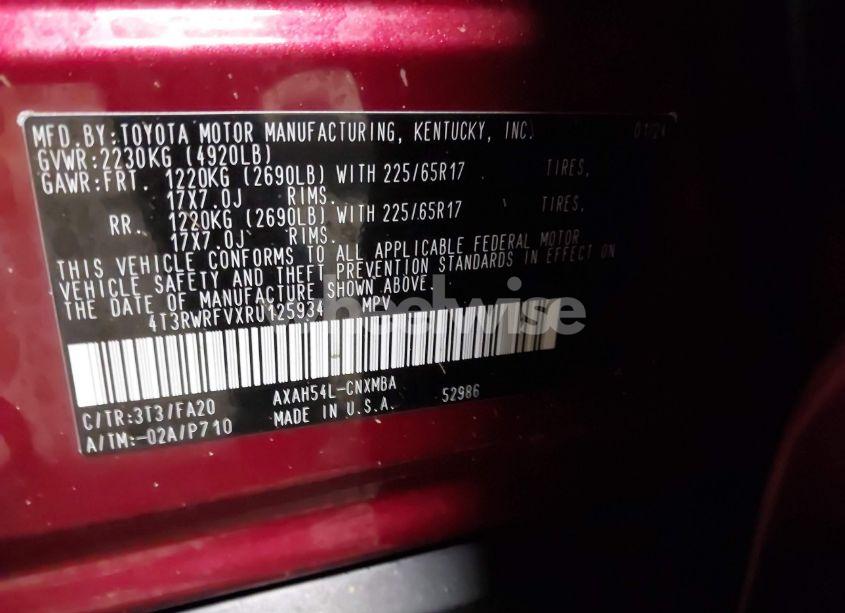 MFD.BY:TOYOTA MOTOR MANUFACTURING, KENTUCKY, INC. 01/24
GVWR:2230KG (4920LB)
GAWR:FRT. 1220KG (2690LB) WITH 225/65R17 TIRES,
17X7.0J RIMS.
RR. 1220KG (2690LB) WITH 225/65R17 TIRES,
17X7.0J RIMS.
THIS VEHICLE CONFORMS TO ALL APPLICABLE FEDERAL MOTOR
VEHICLE SAFETY AND THEFT PREVENTION STANDARDS IN EFFECT ON
THE DATE OF MANUFACTURE SHOWN ABOVE.
4T3RWRFVXRU125934 MPV
wheelwise
C/TR:3T3/FA20 AXAH54L-CNXMBA 52986
A/TM:-02A/P710 MADE IN U.S.A.